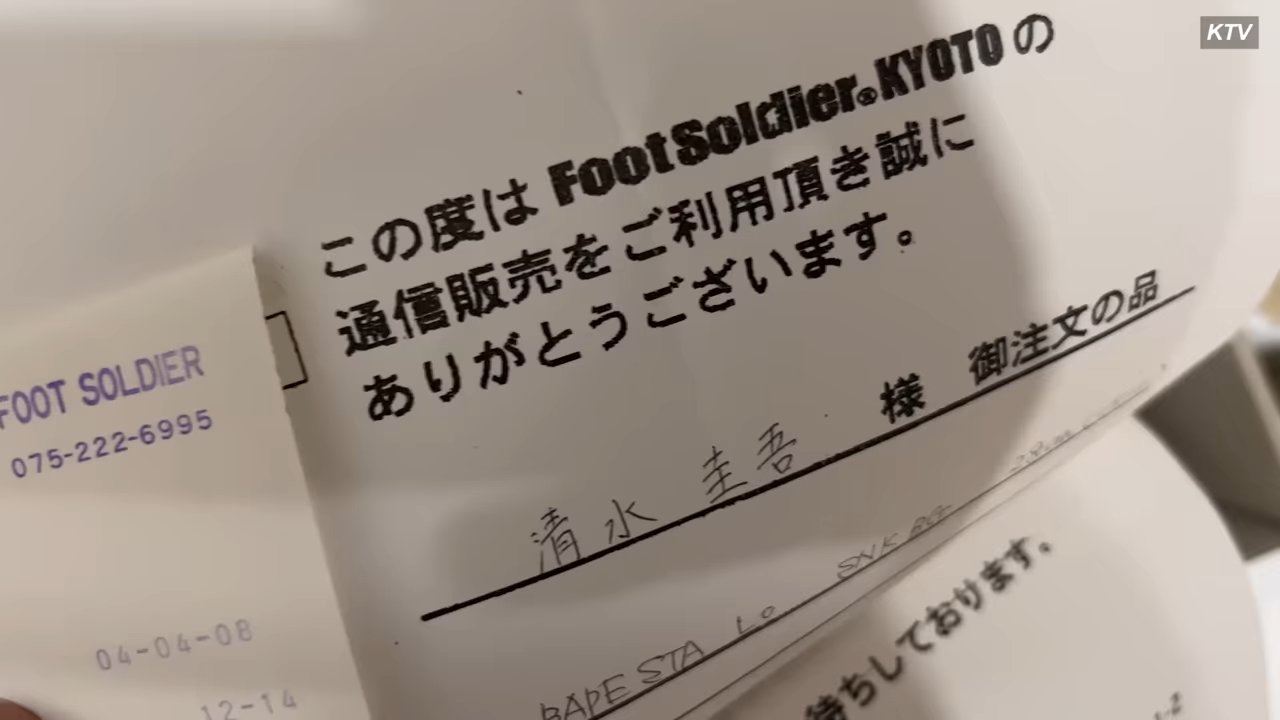 KTV
この度は FootSoldier®KYOTO の
通信販売をご利用頂き誠に
ありがとうございます。
清水 圭吾 様 御注文の品
BAPE STA LO SNK
待ちしております。
FOOT SOLDIER
075-222-6995
04-04-08
12-14